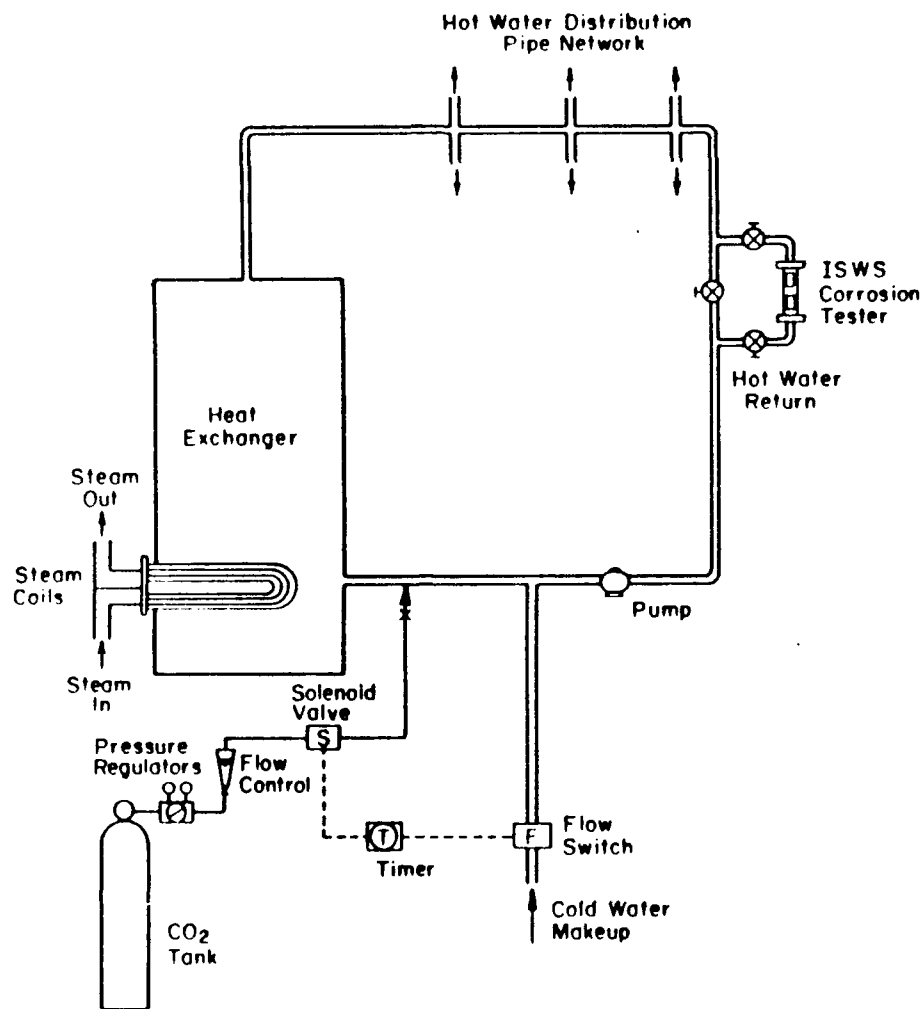 Hot Water Distribution
Pipe Network
ISWS
Corrosion
Tester
Hot Water
Return
Heat
Exchanger
Steam
Out
Steam
Coils
Steam
In
Pump
Solenoid
Valve
S
Pressure
Regulators
Flow
Control
T
Timer
F
Flow
Switch
Cold Water
Makeup
CO2
Tank